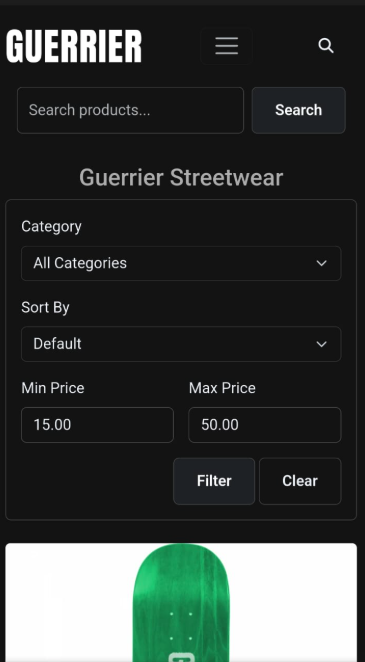 GUERRIER
Search products...
Search
Guerrier Streetwear
Category
All Categories
Sort By
Default
Min Price
Max Price
15.00
50.00
Filter
Clear